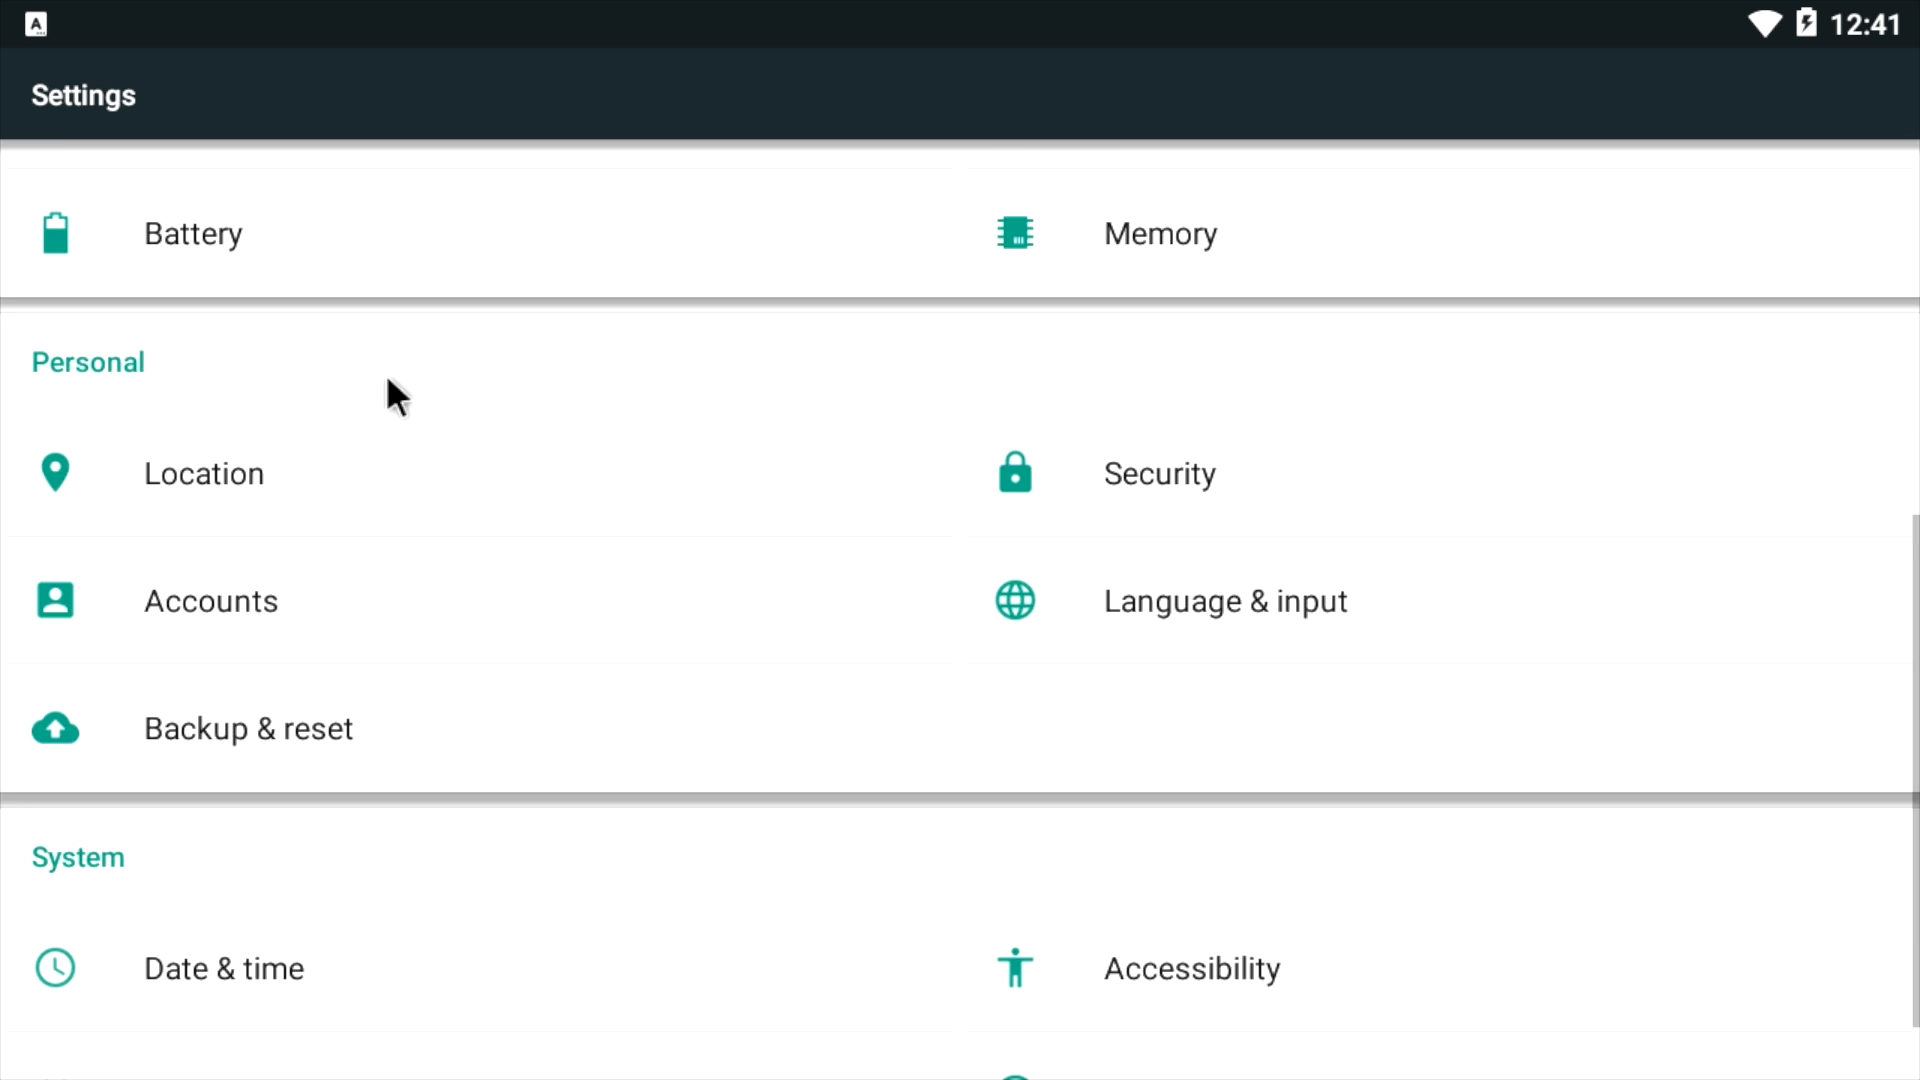 A
12:41
Settings
Battery
Memory
Personal
Location
Security
Accounts
Language & input
Backup & reset
System
Date & time
Accessibility